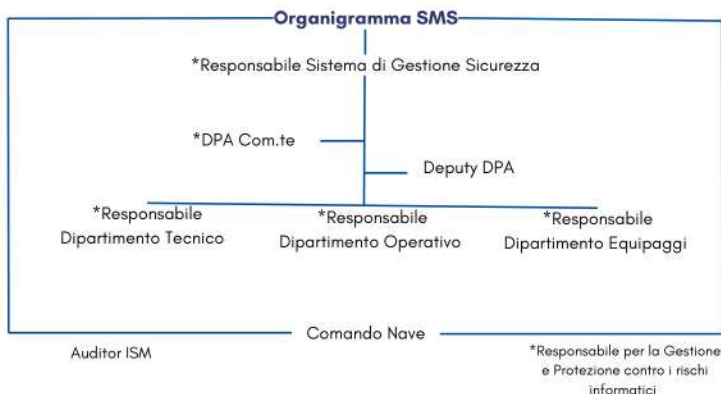 Organigramma SMS
*Responsabile Sistema di Gestione Sicurezza
*DPA Com.te
Deputy DPA
*Responsabile
Dipartimento Tecnico
*Responsabile
Dipartimento Operativo
*Responsabile
Dipartimento Equipaggi
Comando Nave
Auditor ISM
*Responsabile per la Gestione
e Protezione contro i rischi
informatici